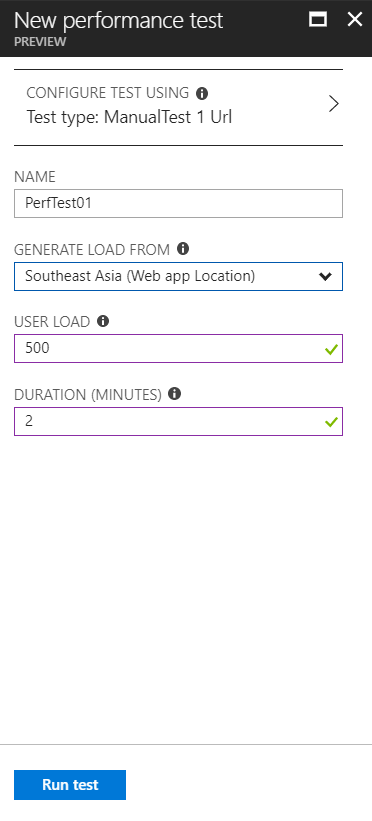 New performance test
PREVIEW
CONFIGURE TEST USING
Test type: ManualTest 1 Url
NAME
PerfTest01
GENERATE LOAD FROM
Southeast Asia (Web app Location)
USER LOAD
500
DURATION (MINUTES)
2
Run test